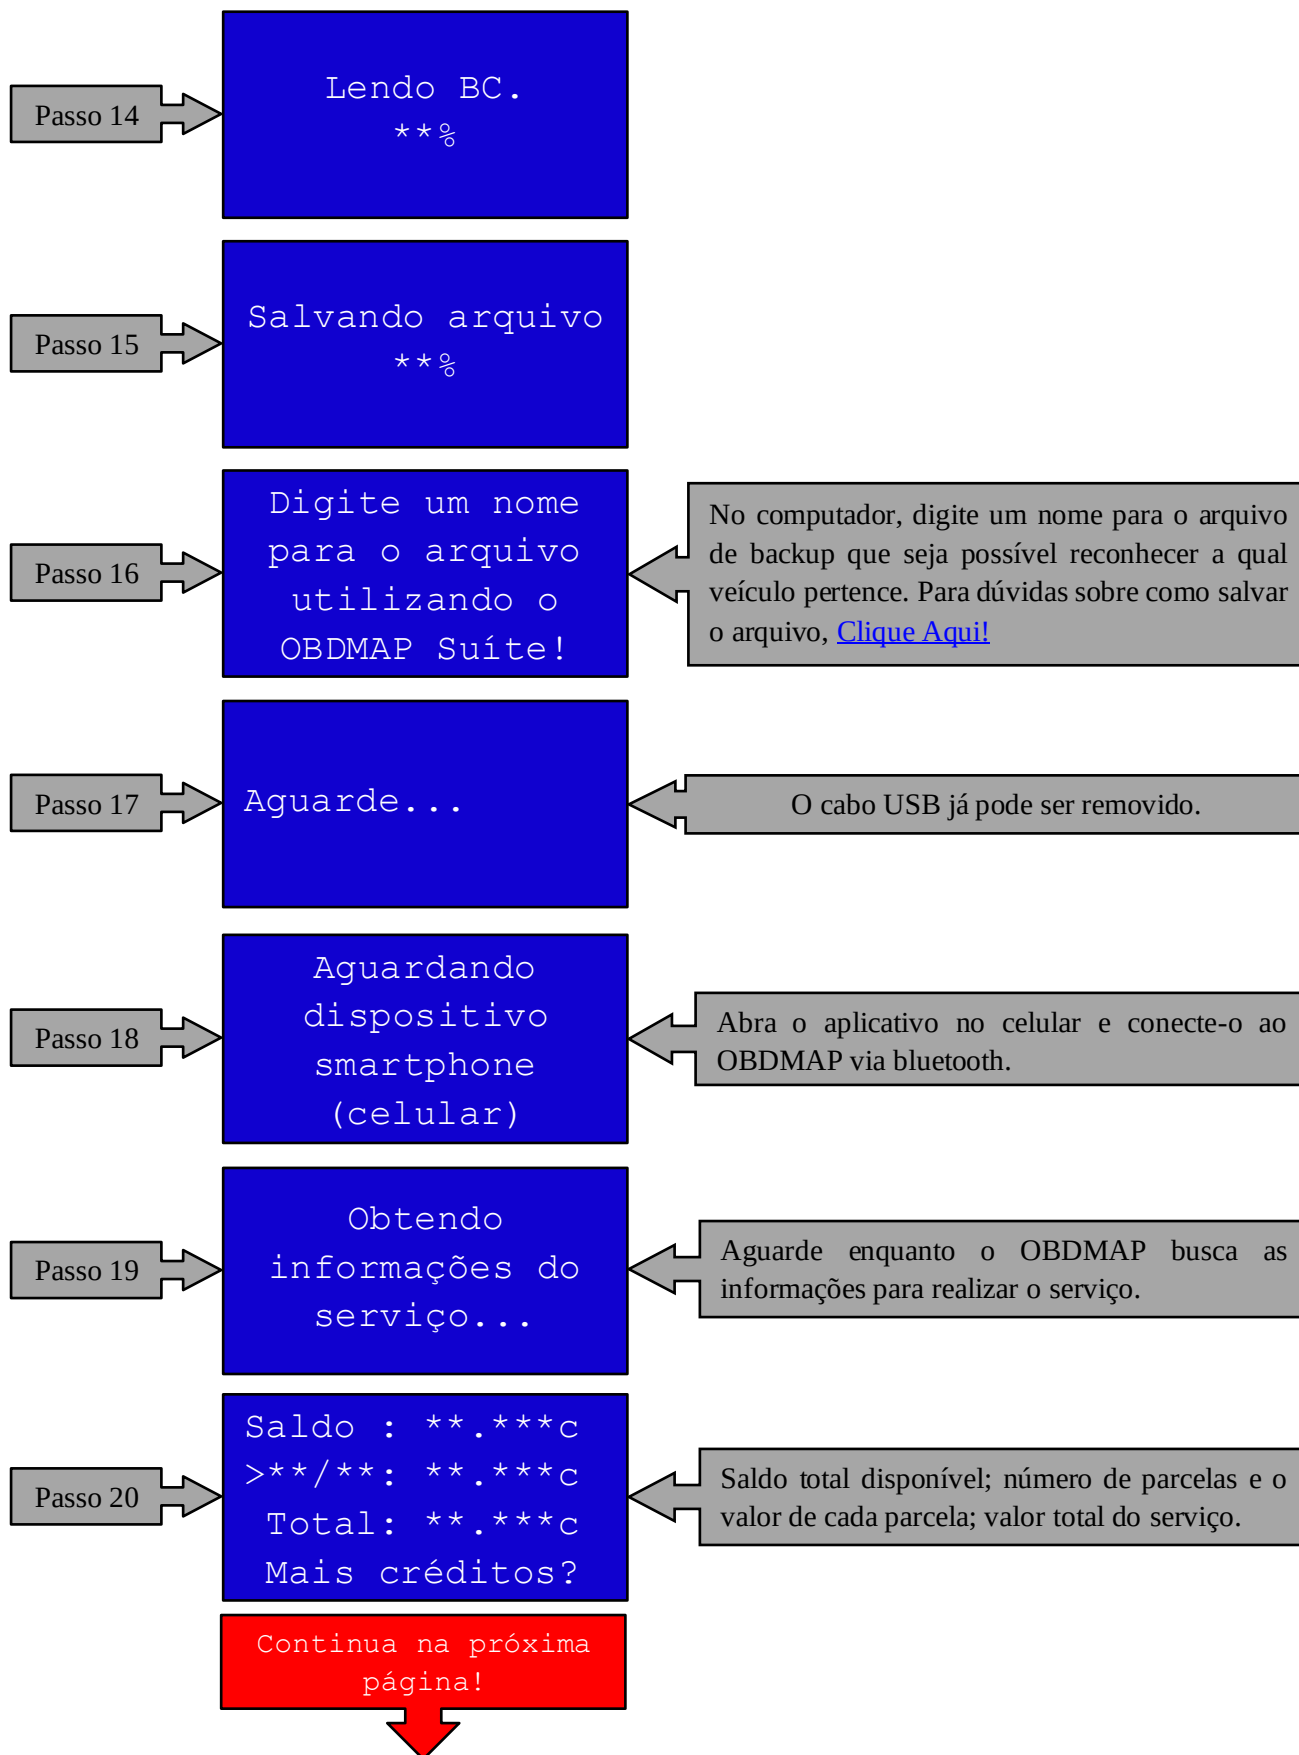 Passo 14
Lendo BC.
**%
Passo 15
Salvando arquivo
**%
Passo 16
Digite um nome
para o arquivo
utilizando o
OBDMAP Suíte!
No computador, digite um nome para o arquivo
de backup que seja possível reconhecer a qual
veículo pertence. Para dúvidas sobre como salvar
o arquivo, Clique Aqui!
Passo 17
Aguarde...
O cabo USB já pode ser removido.
Passo 18
Aguardando
dispositivo
smartphone
(celular)
Abra o aplicativo no celular e conecte-o ao
OBDMAP via bluetooth.
Passo 19
Obtendo
informações do
serviço...
Aguarde enquanto o OBDMAP busca as
informações para realizar o serviço.
Passo 20
Saldo : **.***c
>**/**: **.***c
Total: **.***c
Mais créditos?
Saldo total disponível; número de parcelas e o
valor de cada parcela; valor total do serviço.
Continua na próxima
página!